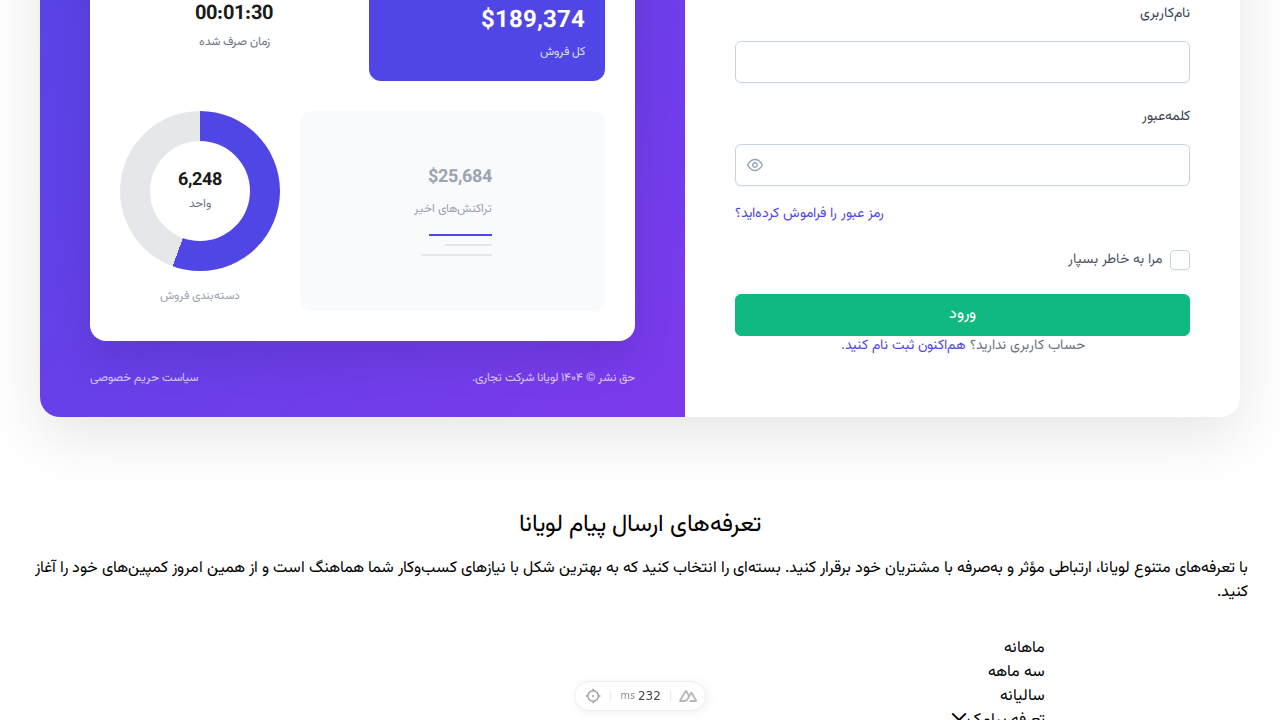 نام‌کاربری
کلمه‌عبور
رمز عبور را فراموش کرده‌اید؟
مرا به خاطر بسپار
ورود
حساب کاربری ندارید؟ هم‌اکنون ثبت نام کنید.
$189,374
کل فروش
00:01:30
زمان صرف شده
$25,684
تراکنش‌های اخیر
6,248
واحد
دسته‌بندی فروش
حق نشر © ۱۴۰۴ لویانا شرکت تجاری.
سیاست حریم خصوصی
تعرفه‌های ارسال پیام لویانا
با تعرفه‌های متنوع لویانا، ارتباطی مؤثر و به‌صرفه با مشتریان خود برقرار کنید. بسته‌ای را انتخاب کنید که به بهترین شکل با نیازهای کسب‌وکار شما هماهنگ است و از همین امروز کمپین‌های خود را آغاز
کنید.
ماهانه
سه ماهه
سالیانه
تعرفه پیامک
232 ms